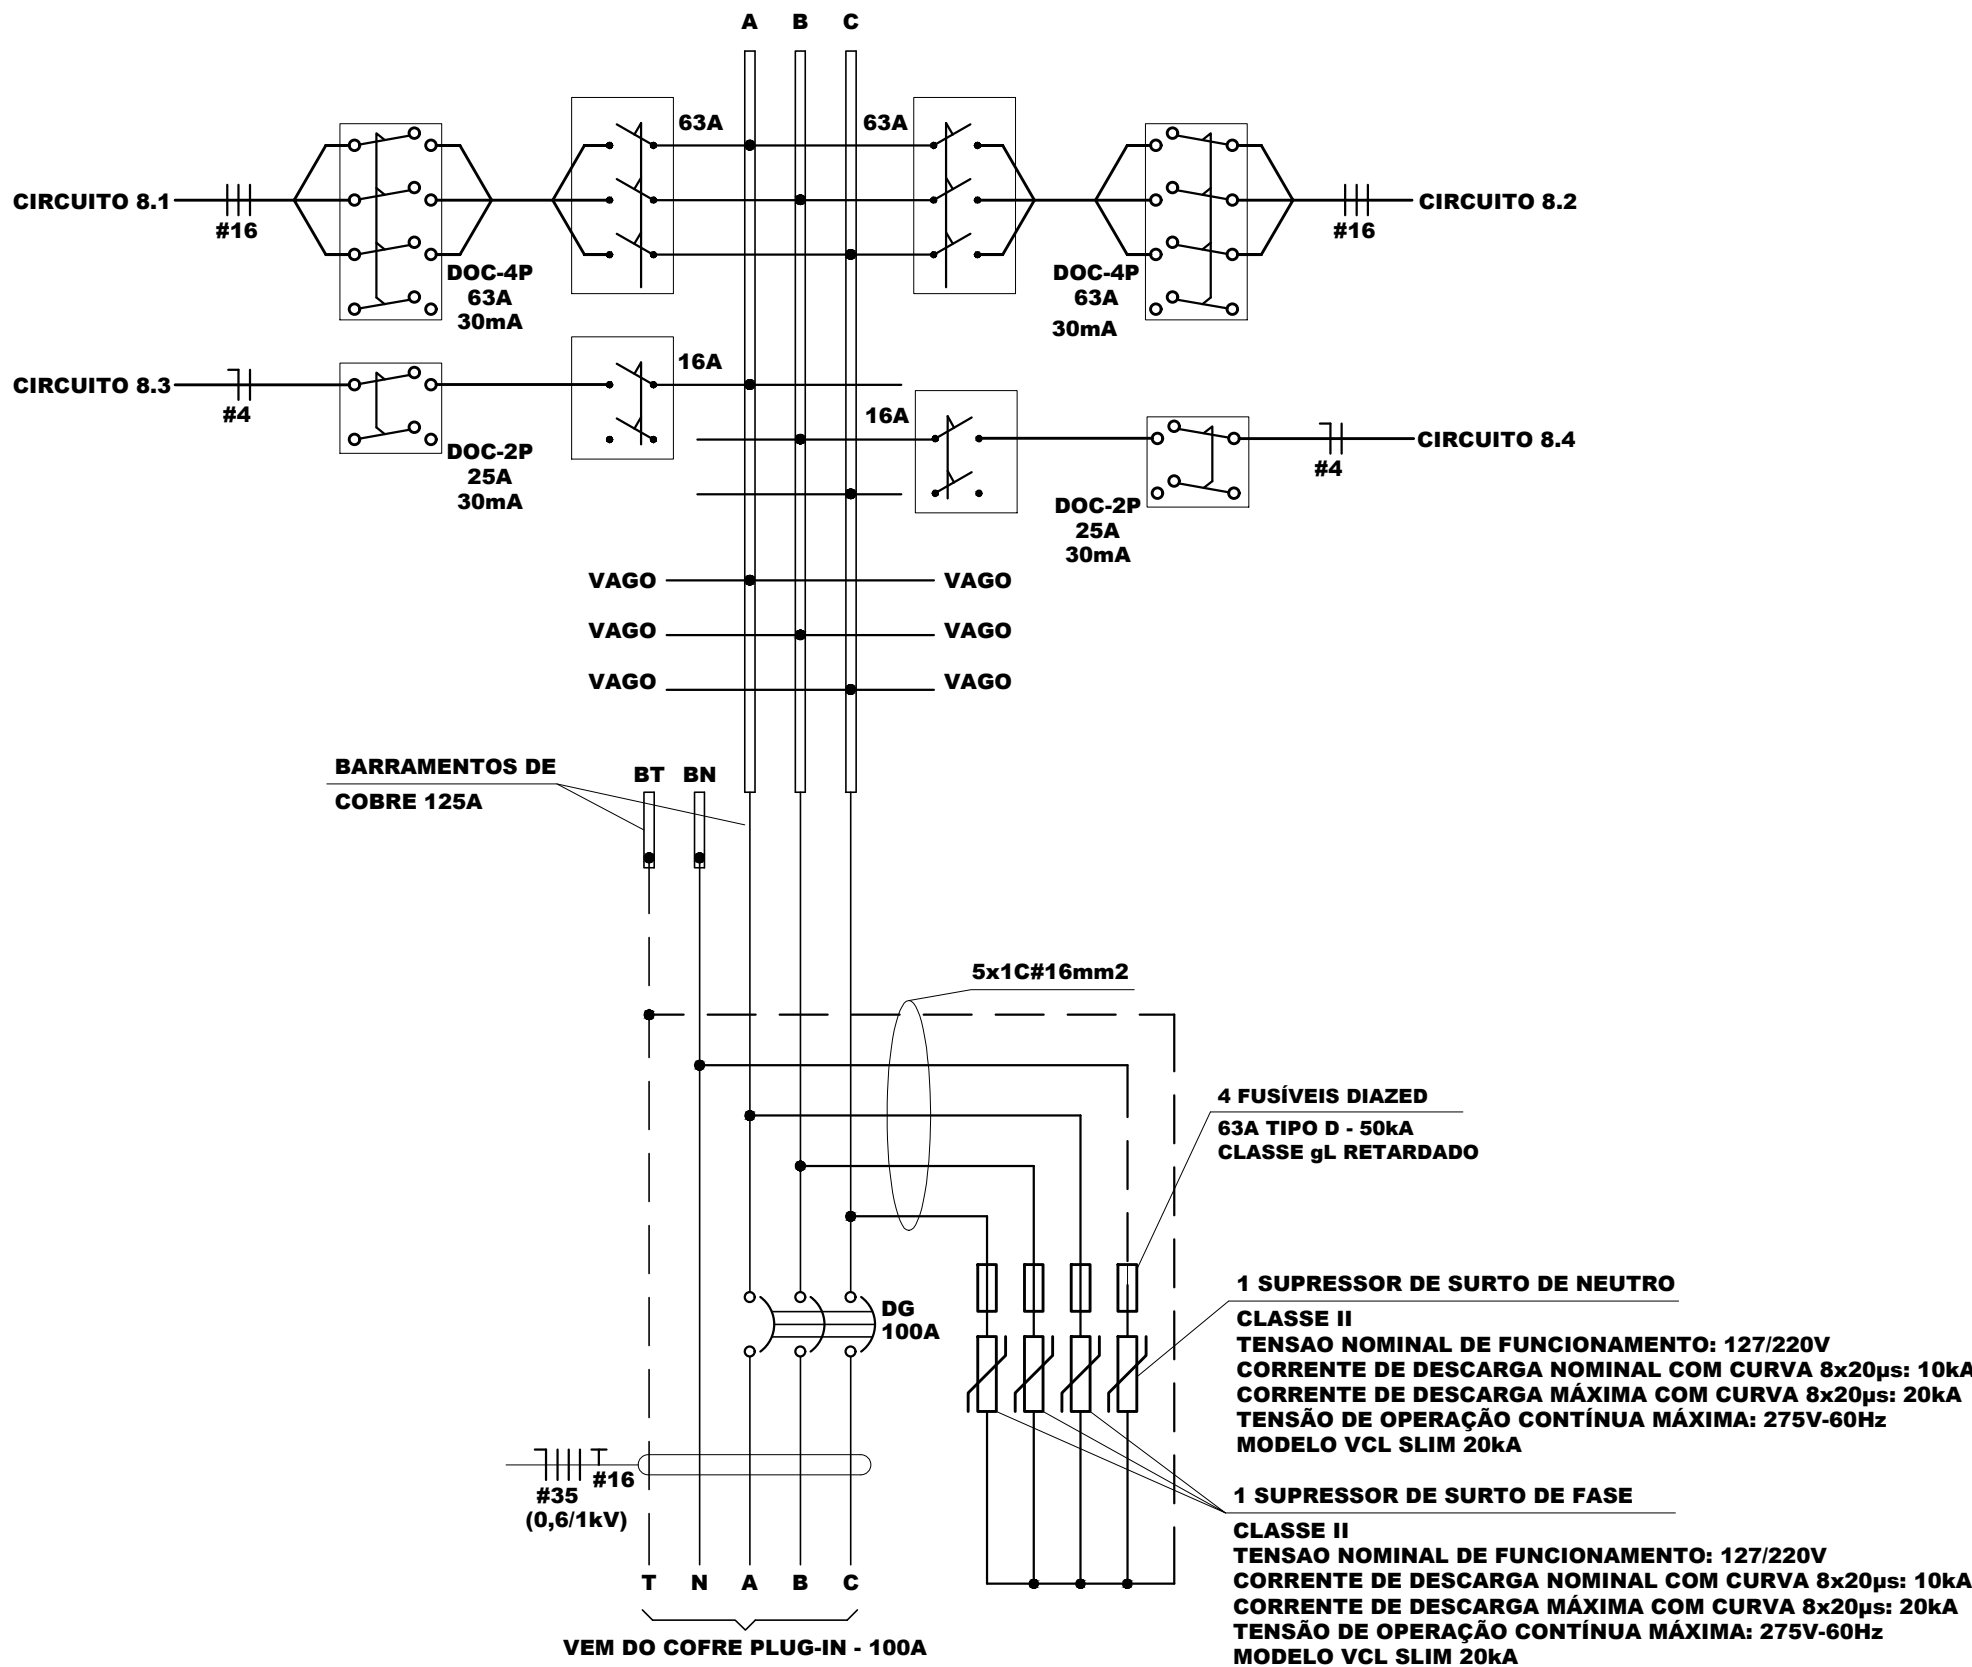 A B C
63A
63A
CIRCUITO 8.1
#16
DOC-4P
63A
30mA
CIRCUITO 8.2
#16
DOC-4P
63A
30mA
CIRCUITO 8.3
#4
16A
DOC-2P
25A
30mA
16A
CIRCUITO 8.4
#4
DOC-2P
25A
30mA
VAGO VAGO
VAGO VAGO
VAGO VAGO
BARRAMENTOS DE
COBRE 125A
BT BN
5x1C#16mm2
4 FUSÍVEIS DIAZED
63A TIPO D - 50kA
CLASSE gL RETARDADO
DG
100A
1 SUPRESSOR DE SURTO DE NEUTRO
CLASSE II
TENSAO NOMINAL DE FUNCIONAMENTO: 127/220V
CORRENTE DE DESCARGA NOMINAL COM CURVA 8x20µs: 10kA
CORRENTE DE DESCARGA MÁXIMA COM CURVA 8x20µs: 20kA
TENSÃO DE OPERAÇÃO CONTÍNUA MÁXIMA: 275V-60Hz
MODELO VCL SLIM 20kA
#16
#35
(0,6/1kV)
1 SUPRESSOR DE SURTO DE FASE
CLASSE II
TENSAO NOMINAL DE FUNCIONAMENTO: 127/220V
CORRENTE DE DESCARGA NOMINAL COM CURVA 8x20µs: 10kA
CORRENTE DE DESCARGA MÁXIMA COM CURVA 8x20µs: 20kA
TENSÃO DE OPERAÇÃO CONTÍNUA MÁXIMA: 275V-60Hz
MODELO VCL SLIM 20kA
T N A B C
VEM DO COFRE PLUG-IN - 100A